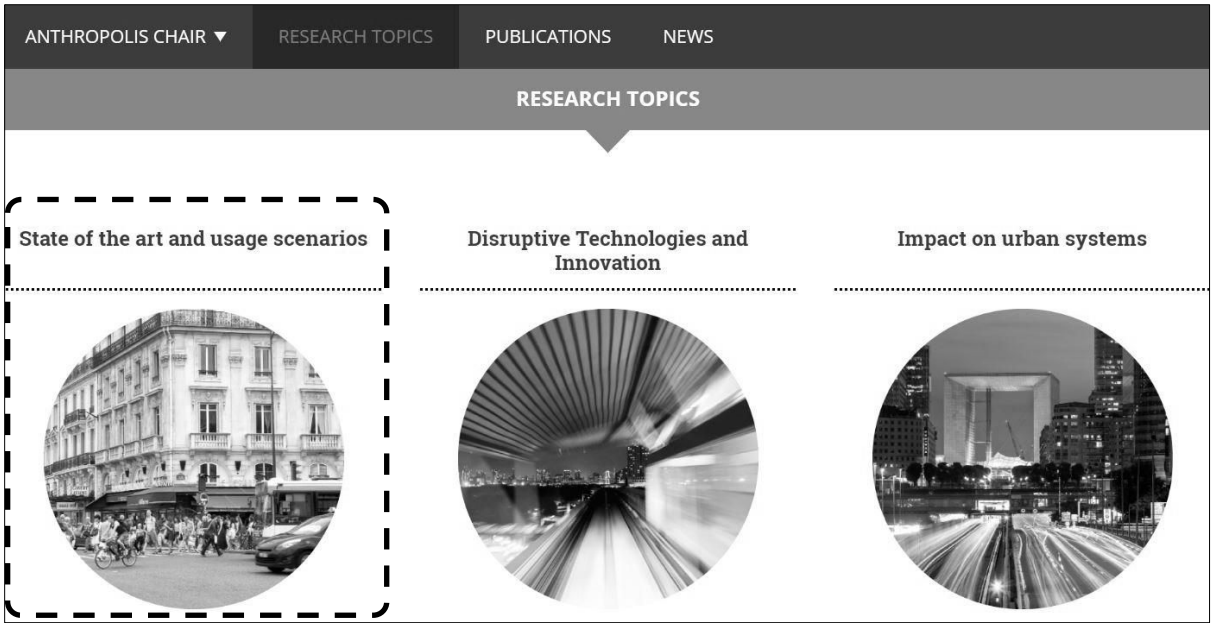 ANTHROPOLIS CHAIR ▼ RESEARCH TOPICS PUBLICATIONS NEWS
RESEARCH TOPICS
State of the art and usage scenarios
Disruptive Technologies and
Innovation
Impact on urban systems